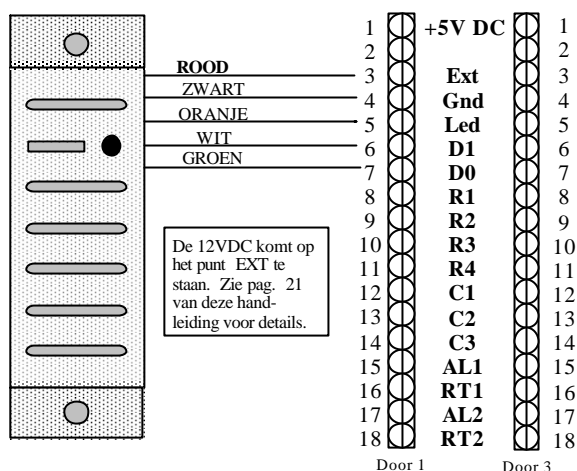 1 +5V DC 1
2 2
ROOD 3 Ext 3
ZWART 4 Gnd 4
ORANJE 5 Led 5
WIT 6 D1 6
GROEN 7 D0 7
8 R1 8
9 R2 9
10 R3 10
11 R4 11
12 C1 12
13 C2 13
14 C3 14
15 AL1 15
16 RT1 16
17 AL2 17
18 RT2 18
De 12VDC komt op
het punt EXT te
staan. Zie pag. 21
van deze hand-
leiding voor details.
Door 1 Door 3